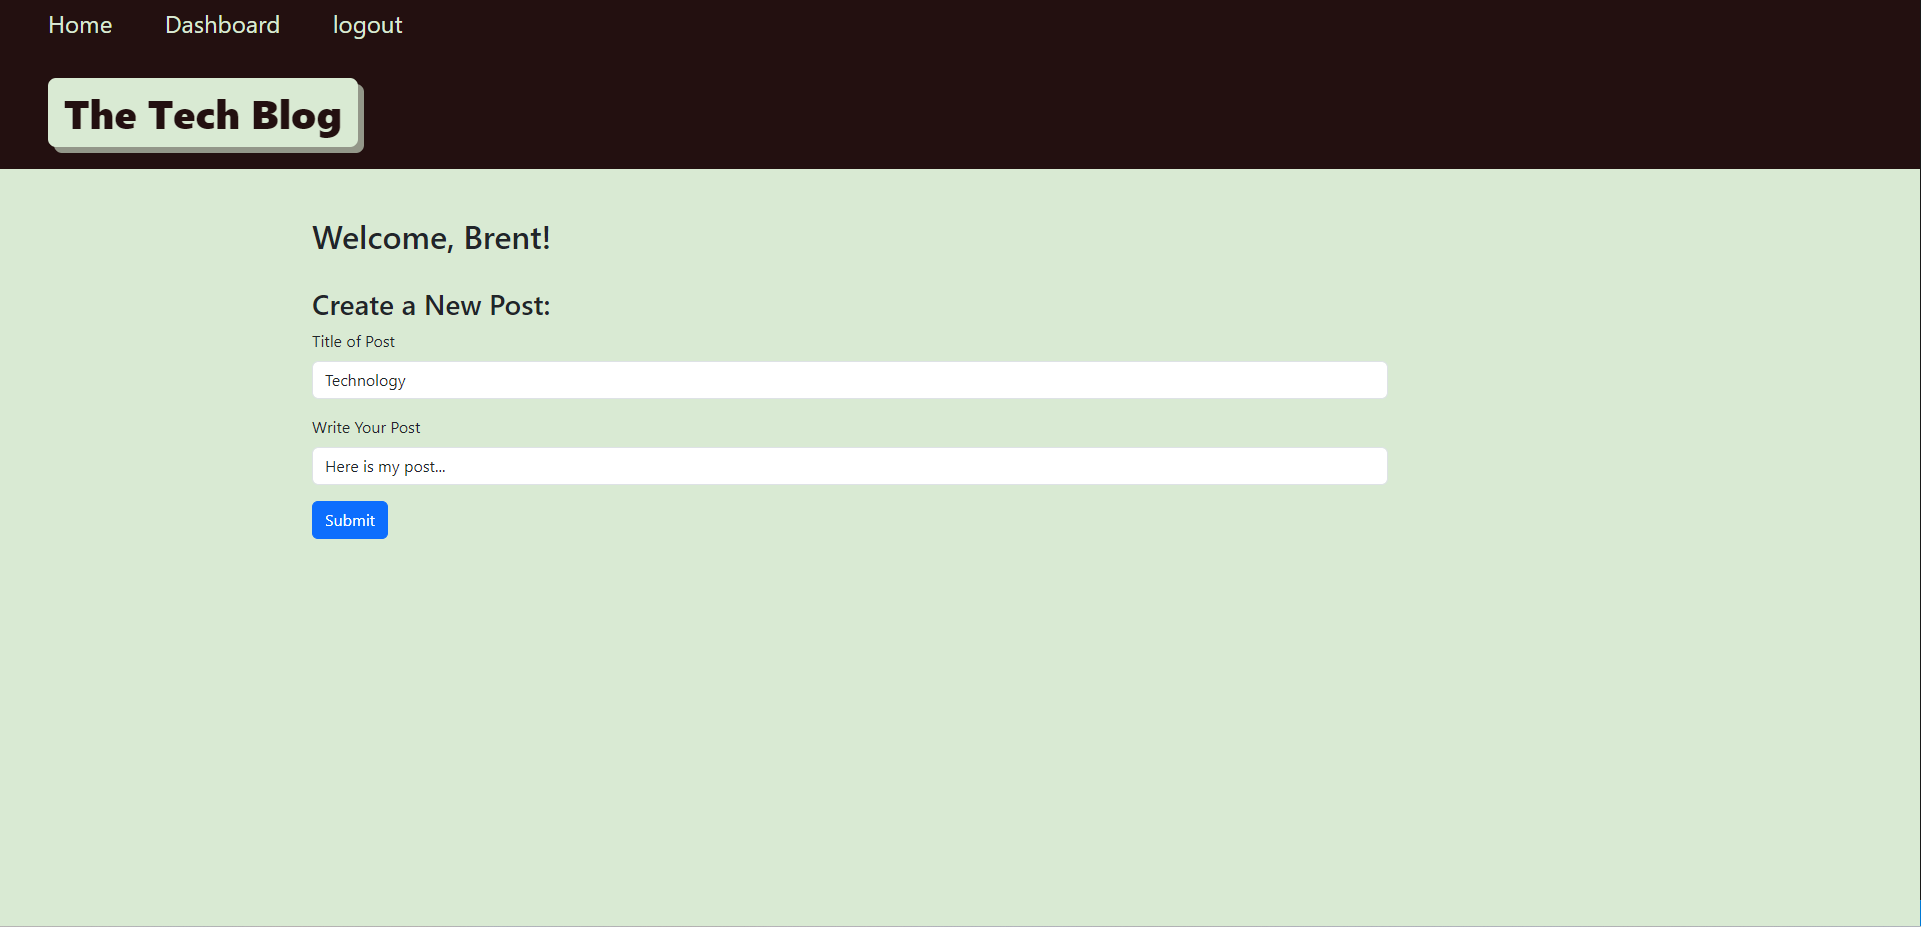 Home Dashboard logout
The Tech Blog
Welcome, Brent!
Create a New Post:
Title of Post
Technology
Write Your Post
Here is my post...
Submit